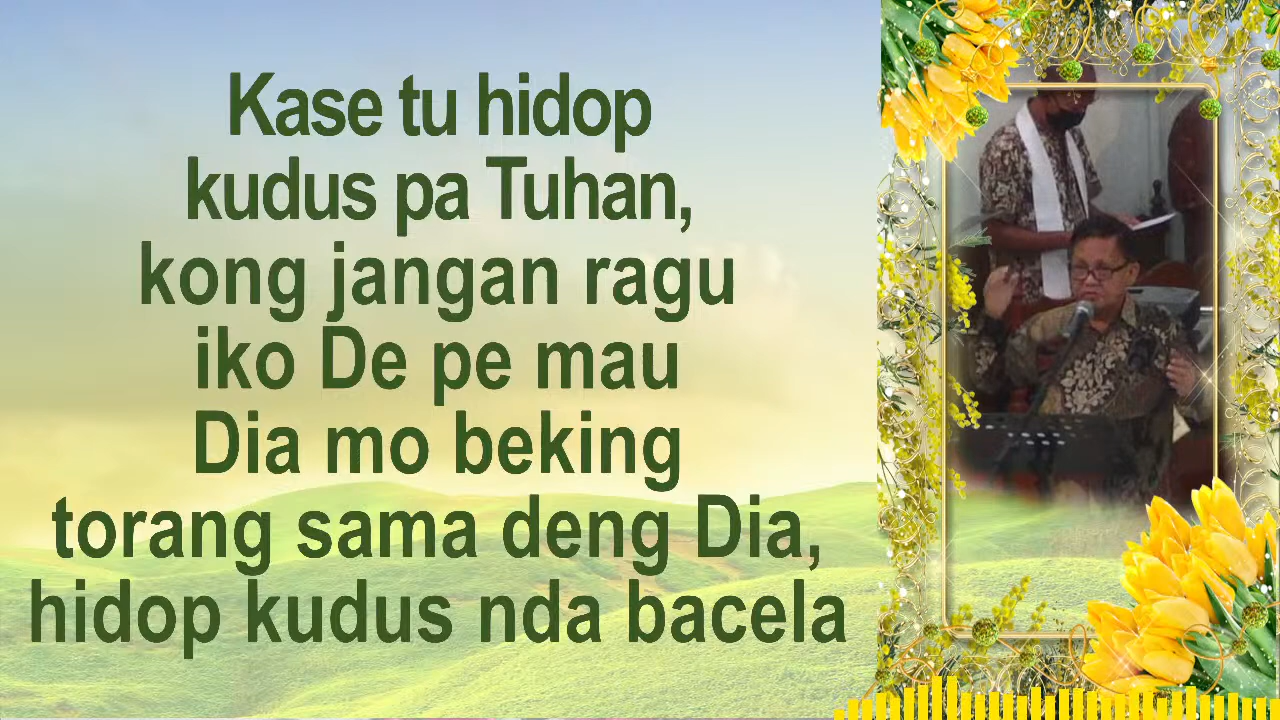 Kase tu hidop
kudus pa Tuhan,
kong jangan ragu
iko De pe mau
Dia mo beking
torang sama deng Dia,
hidop kudus nda bacela